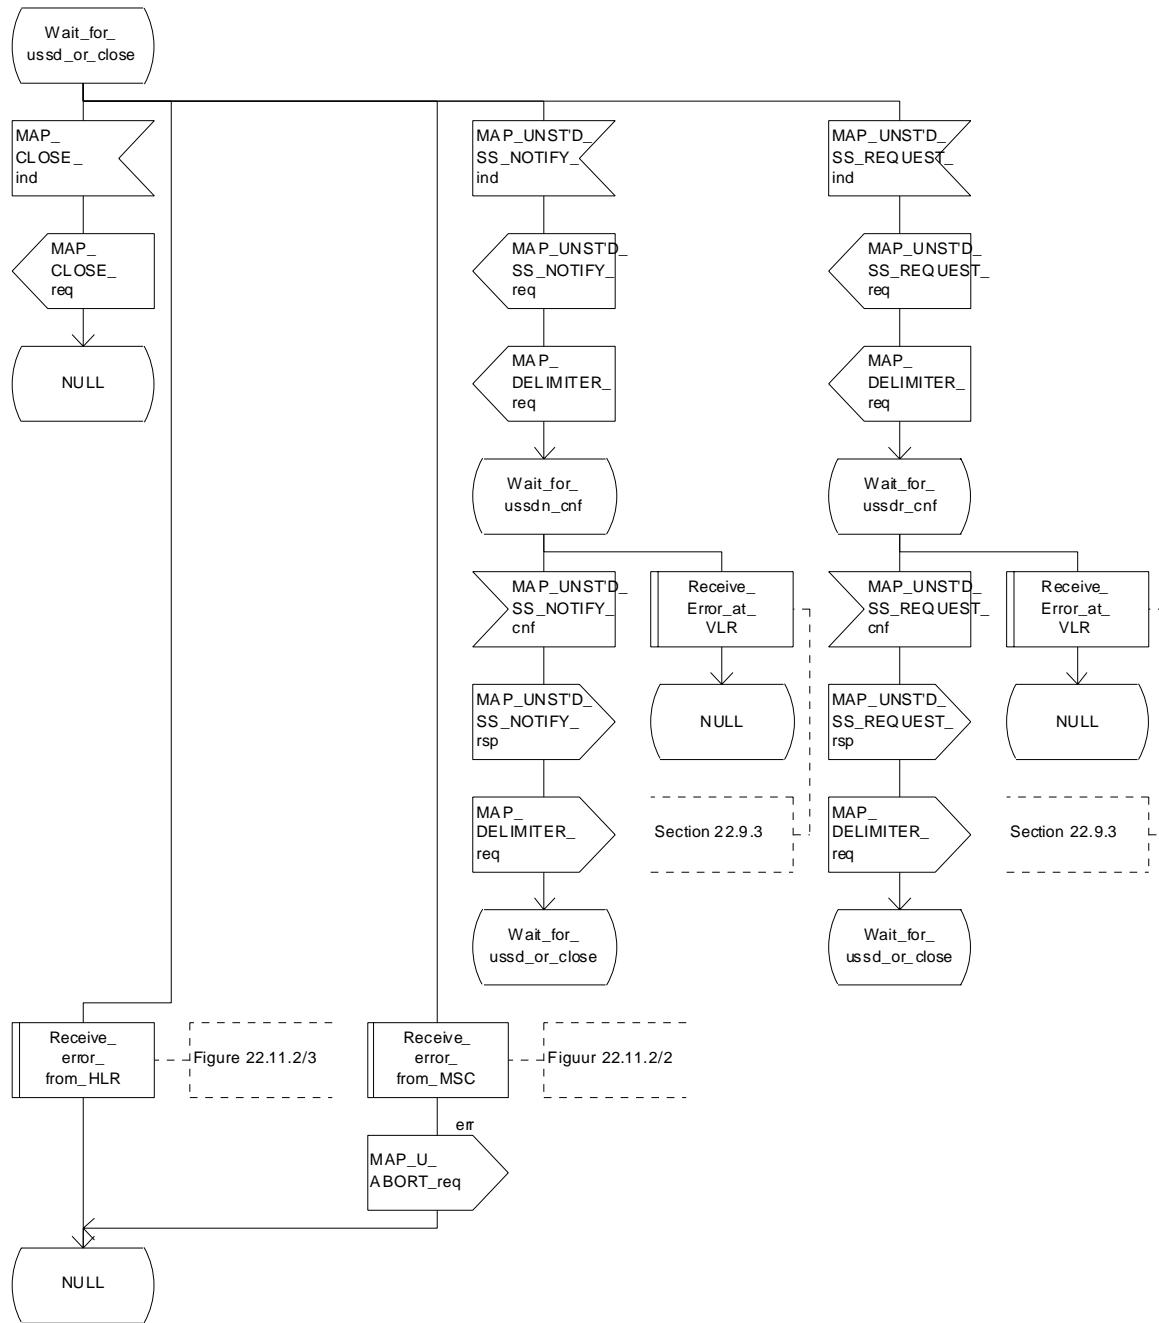 Wait_for_
ussd_or_close
MAP_
CLOSE_
ind
MAP_UNST'D_
SS_NOTIFY_
ind
MAP_UNST'D_
SS_REQUEST_
ind
MAP_
CLOSE_
req
MAP_UNST'D_
SS_NOTIFY_
req
MAP_UNST'D_
SS_REQUEST_
req
NULL
MAP_
DELIMITER_
req
MAP_
DELIMITER_
req
Wait_for_
ussdn_cnf
Wait_for_
ussdr_cnf
MAP_UNST'D_
SS_NOTIFY_
cnf
Receive_
Error_at_
VLR
MAP_UNST'D_
SS_REQUEST_
cnf
Receive_
Error_at_
VLR
MAP_UNST'D_
SS_NOTIFY_
rsp
NULL
MAP_UNST'D_
SS_REQUEST_
rsp
NULL
MAP_
DELIMITER_
req
Section 22.9.3
MAP_
DELIMITER_
req
Section 22.9.3
Wait_for_
ussd_or_close
Wait_for_
ussd_or_close
Receive_
error_
from_HLR
Figure 22.11.2/3
Receive_
error_
from_MSC
Figuur 22.11.2/2
err
MAP_U_
ABORT_req
NULL